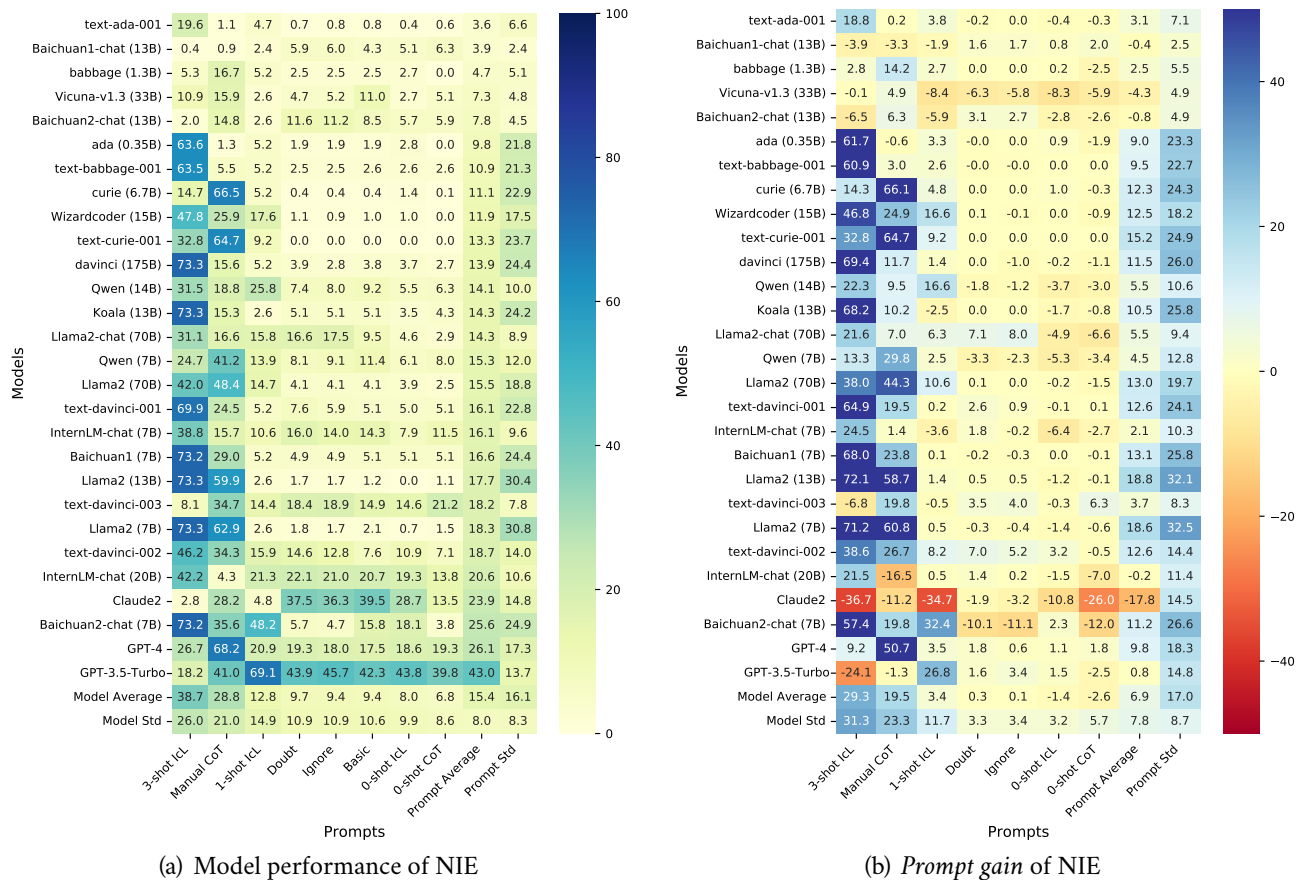 text-ada-001 19.6 1.1 4.7 0.7 0.8 0.8 0.8 0.4 3.6 6.6
Baichuan1-chat (13B) 0.4 0.9 2.4 5.9 6.0 4.3 5.1 6.3 3.9 2.4
babbage (1.3B) 5.3 16.7 5.2 2.5 2.5 2.5 2.7 0.0 4.7 5.1
Vicuna-v1.3 (33B) 10.9 15.9 2.6 4.7 5.2 11.0 2.7 5.1 7.3 4.8
Baichuan2-chat (13B) 2.0 14.8 2.6 11.6 11.2 8.5 5.7 5.9 7.8 4.5
ada (0.35B) 63.6 1.3 5.2 1.9 1.9 1.9 2.8 0.0 9.8 21.8
text-babbage-001 63.5 5.5 5.2 2.5 2.6 2.6 2.6 2.6 10.9 21.3
curie (6.7B) 14.7 66.5 5.2 0.4 0.4 0.4 1.4 0.1 11.1 22.9
Wizardcoder (15B) 47.8 25.9 17.6 1.1 0.9 1.0 1.0 0.0 11.9 17.5
text-curie-001 32.8 64.7 9.2 0.0 0.0 0.0 0.0 0.0 13.3 23.7
davinci (175B) 73.3 15.6 5.2 3.9 2.8 3.8 3.7 2.7 13.9 24.4
Qwen (14B) 31.5 18.8 25.8 7.4 8.0 9.2 5.5 6.3 14.1 10.0
Koala (13B) 73.3 15.3 2.6 5.1 5.1 5.1 3.5 4.3 14.3 24.2
Llama2-chat (70B) 31.1 16.6 15.8 16.6 17.5 9.5 4.6 2.9 14.3 8.9
Qwen (7B) 24.7 41.2 13.9 8.1 9.1 11.4 6.1 8.0 15.3 12.0
Llama2 (70B) 42.0 48.4 14.7 4.1 4.1 4.1 3.9 2.5 15.5 18.8
text-davinci-001 69.9 24.5 5.2 7.6 5.9 5.1 5.0 5.1 16.1 22.8
InternLM-chat (7B) 38.8 15.7 10.6 16.0 14.0 14.3 7.9 11.5 16.1 9.6
Baichuan1 (7B) 73.2 29.0 5.2 4.9 4.9 5.1 5.1 5.1 16.6 24.4
Llama2 (13B) 73.3 59.9 2.6 1.7 1.7 1.2 0.0 1.1 17.7 30.4
text-davinci-003 8.1 34.7 14.4 18.4 18.9 14.9 14.6 21.2 18.2 7.8
Llama2 (7B) 73.3 62.9 2.6 1.8 1.7 2.1 0.7 1.5 18.3 30.8
text-davinci-002 46.2 34.3 15.9 14.6 12.8 7.6 10.9 7.1 18.7 14.0
InternLM-chat (20B) 42.2 4.3 21.3 22.1 21.0 20.7 19.3 13.8 20.6 10.6
Claude2 2.8 28.2 4.8 37.5 36.3 39.5 28.7 13.5 23.9 14.8
Baichuan2-chat (7B) 73.2 35.6 48.2 5.7 4.7 15.8 18.1 3.8 25.6 24.9
GPT-4 26.7 68.2 20.9 19.3 18.0 17.5 18.6 19.3 26.1 17.3
GPT-3.5-Turbo 18.2 41.0 69.1 43.9 45.7 42.3 43.8 39.8 43.0 13.7
Model Average 38.7 28.8 12.8 9.7 9.4 9.4 8.0 6.8 15.4 16.1
Model Std 26.0 21.0 14.9 10.9 10.9 10.6 9.9 8.6 8.0 8.3
3-shot IcL Manual CoT 1-shot IcL Doubt Ignore Basic 0-shot IcL 0-shot CoT Prompt Average Prompt Std
Models
Prompts
100
80
60
40
20
0
(a) Model performance of NIE
text-ada-001 18.8 0.2 3.8 -0.2 0.0 -0.4 -0.3 3.1 7.1
Baichuan1-chat (13B) -3.9 -3.3 -1.9 1.6 1.7 0.8 2.0 -0.4 2.5
babbage (1.3B) 2.8 14.2 2.7 0.0 0.0 0.2 -2.5 2.5 5.5
Vicuna-v1.3 (33B) -0.1 4.9 -8.4 -6.3 -5.8 -8.3 -5.9 -4.3 4.9
Baichuan2-chat (13B) -6.5 6.3 -5.9 3.1 2.7 -2.8 -2.6 -0.8 4.9
ada (0.35B) 61.7 -0.6 3.3 -0.0 0.0 0.9 -1.9 9.0 23.3
text-babbage-001 60.9 3.0 2.6 -0.0 -0.0 0.0 0.0 9.5 22.7
curie (6.7B) 14.3 66.1 4.8 0.0 0.0 1.0 -0.3 12.3 24.3
Wizardcoder (15B) 46.8 24.9 16.6 0.1 -0.1 0.0 -0.9 12.5 18.2
text-curie-001 32.8 64.7 9.2 0.0 0.0 0.0 0.0 15.2 24.9
davinci (175B) 69.4 11.7 1.4 0.0 -1.0 -0.2 -1.1 11.5 26.0
Qwen (14B) 22.3 9.5 16.6 -1.8 -1.2 -3.7 -3.0 5.5 10.6
Koala (13B) 68.2 10.2 -2.5 0.0 0.0 -1.7 -0.8 10.5 25.8
Llama2-chat (70B) 21.6 7.0 6.3 7.1 8.0 -4.9 -6.6 5.5 9.4
Qwen (7B) 13.3 29.8 2.5 -3.3 -2.3 -5.3 -3.4 4.5 12.8
Llama2 (70B) 38.0 44.3 10.6 0.1 0.0 -0.2 -1.5 13.0 19.7
text-davinci-001 64.9 19.5 0.2 2.6 0.9 -0.1 0.1 12.6 24.1
InternLM-chat (7B) 24.5 1.4 -3.6 1.8 -0.2 -6.4 -2.7 2.1 10.3
Baichuan1 (7B) 68.0 23.8 0.1 -0.2 -0.3 0.0 -0.1 13.1 25.8
Llama2 (13B) 72.1 58.7 1.4 0.5 0.5 -1.2 -0.1 18.8 32.1
text-davinci-003 -6.8 19.8 -0.5 3.5 4.0 -0.3 6.3 3.7 8.3
Llama2 (7B) 71.2 60.8 0.5 -0.3 -0.4 -1.4 -0.6 18.6 32.5
text-davinci-002 38.6 26.7 8.2 7.0 5.2 3.2 -0.5 12.6 14.4
InternLM-chat (20B) 21.5 -16.5 0.5 1.4 0.2 -1.5 -7.0 -0.2 11.4
Claude2 -36.7 -11.2 -34.7 -1.9 -3.2 -10.8 -26.0 -17.8 14.5
Baichuan2-chat (7B) 57.4 19.8 32.4 -10.1 -11.1 2.3 -12.0 11.2 26.6
GPT-4 9.2 50.7 3.5 1.8 0.6 1.1 1.8 9.8 18.3
GPT-3.5-Turbo -24.1 -1.3 26.8 1.6 3.4 1.5 -2.5 0.8 14.8
Model Average 29.3 19.5 3.4 0.3 0.1 -1.4 -2.6 6.9 17.0
Model Std 31.3 23.3 11.7 3.3 3.4 3.2 5.7 7.8 8.7
3-shot IcL Manual CoT 1-shot IcL Doubt Ignore 0-shot IcL 0-shot CoT Prompt Average Prompt Std
Models
Prompts
40
20
0
−20
−40
(b) Prompt gain of NIE